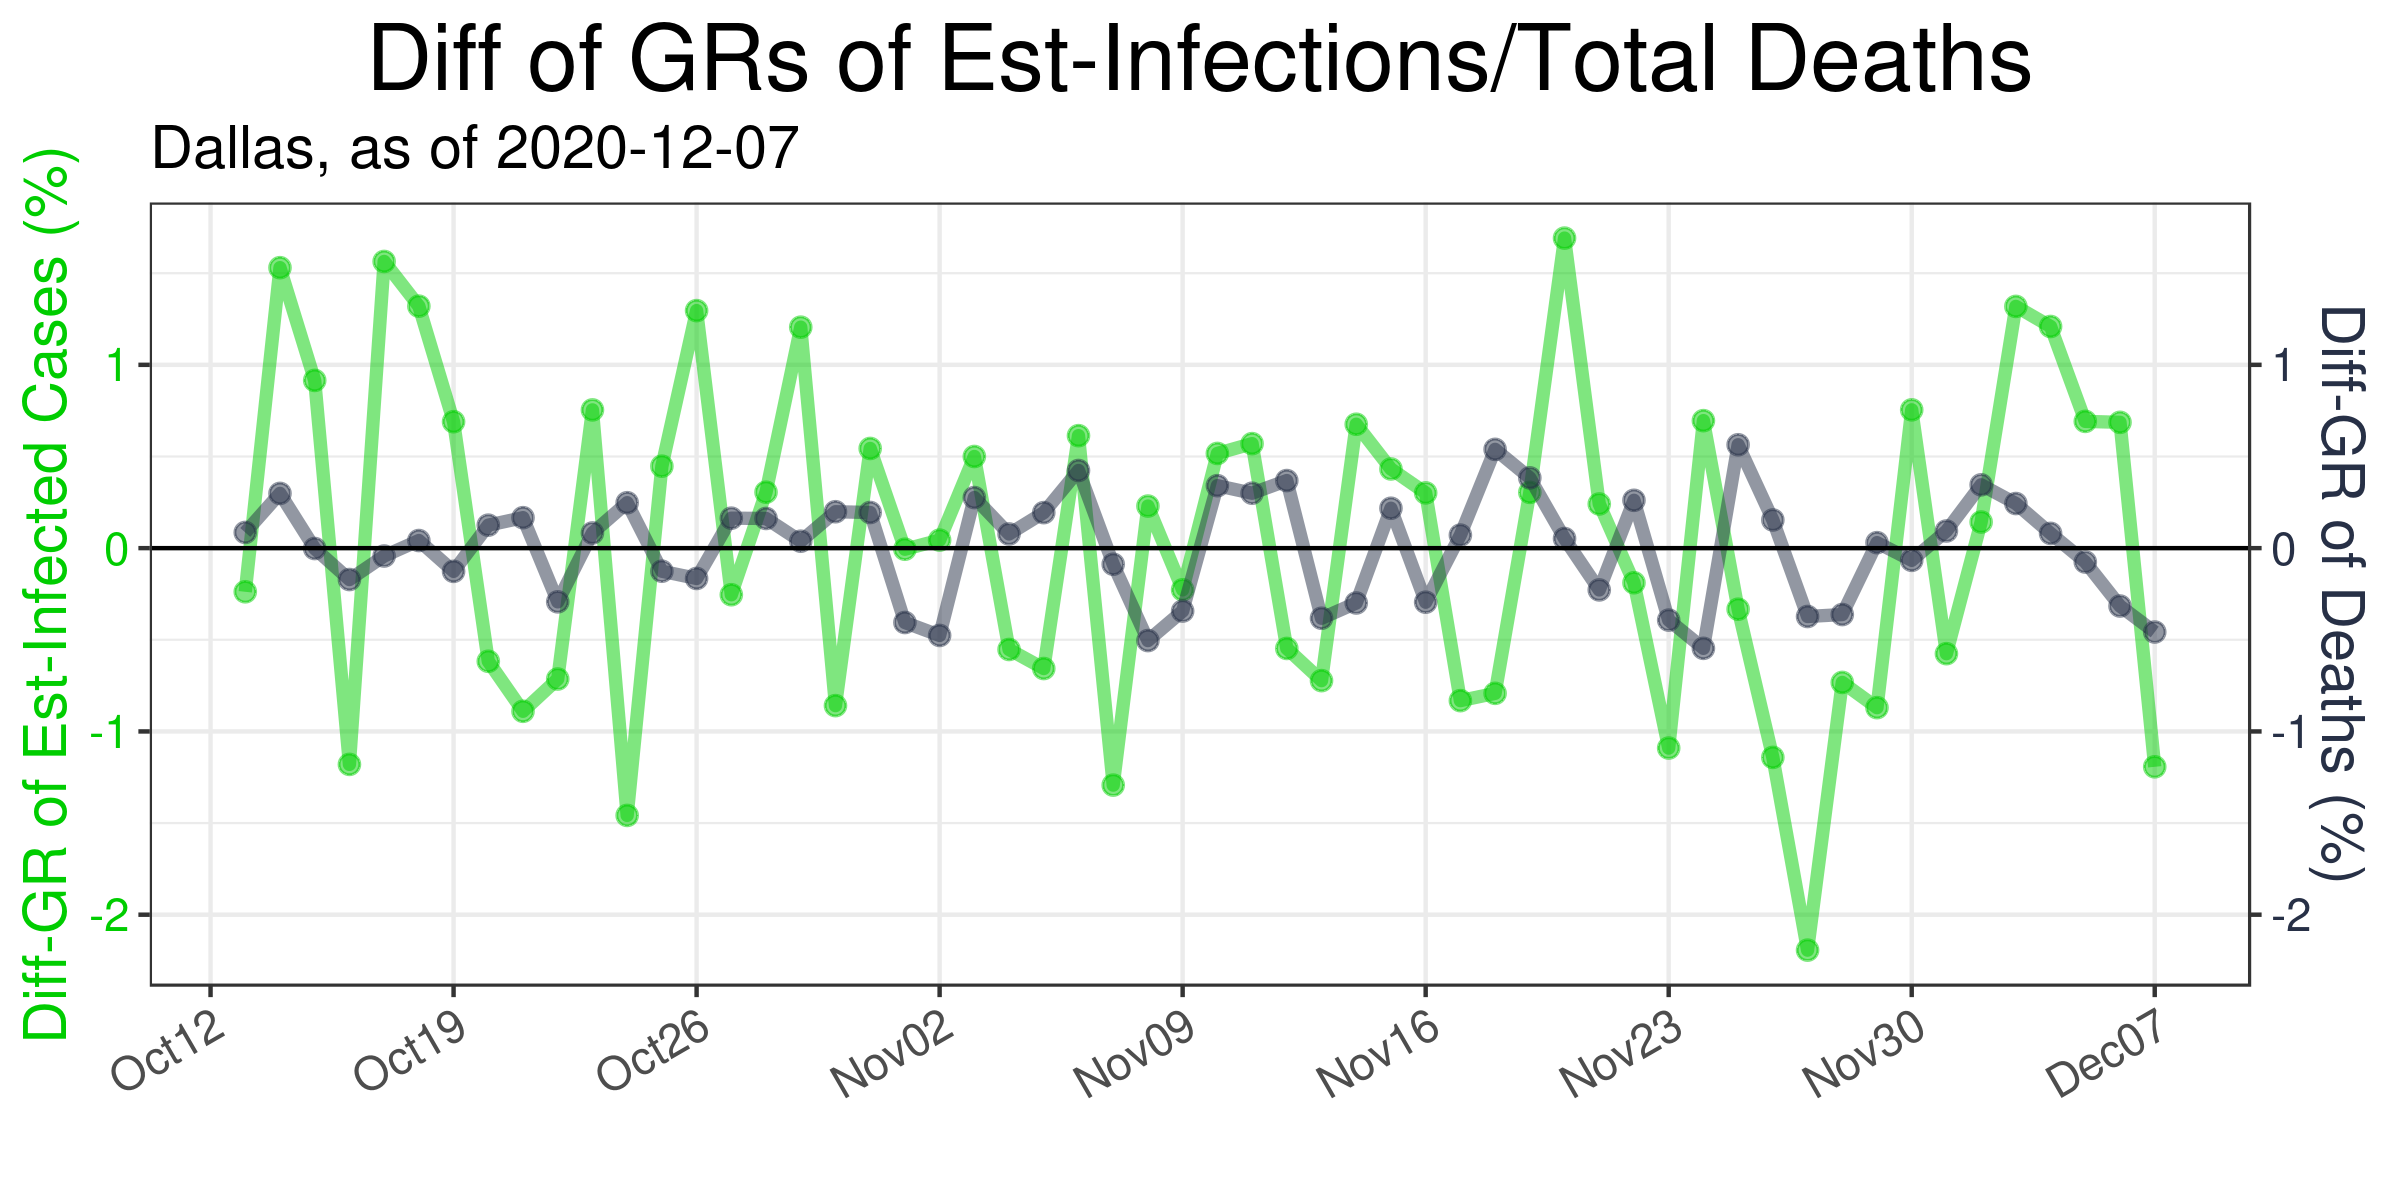 Diff of GRs of Est-Infections/Total Deaths
Dallas, as of 2020-12-07
Diff-GR of Est-Infected Cases (%)
1
0
-1
-2
1
0
-1
-2
Diff-GR of Deaths (%)
Oct12
Oct19
Oct26
Nov02
Nov09
Nov16
Nov23
Nov30
Dec07